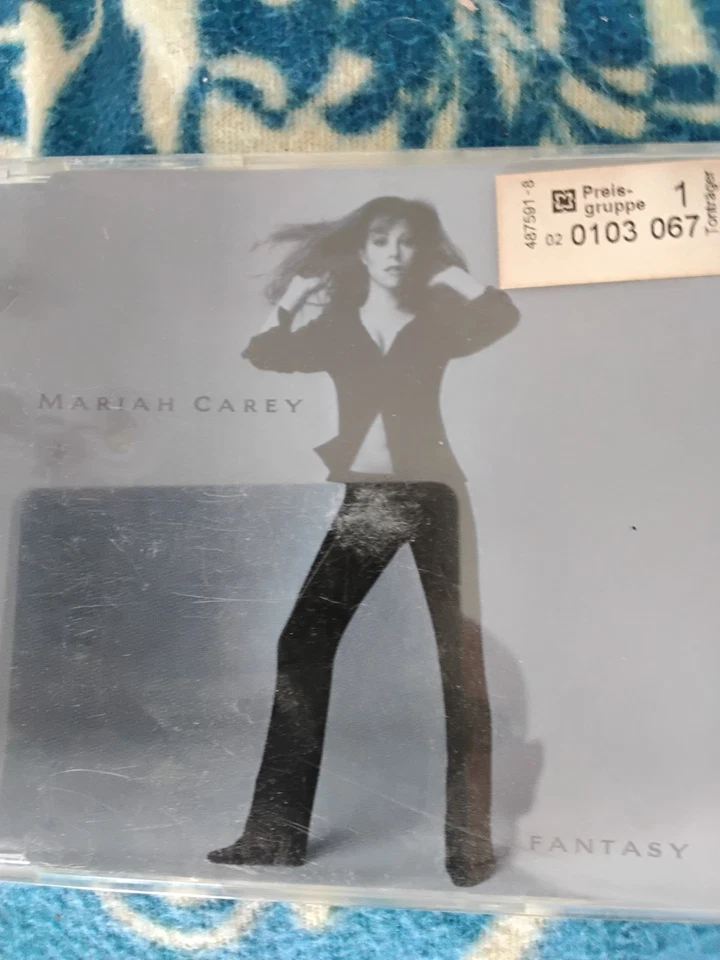 487591-8
Preis-
gruppe 1
02 0103 067
Tonträger
MARIAH CAREY
FANTASY